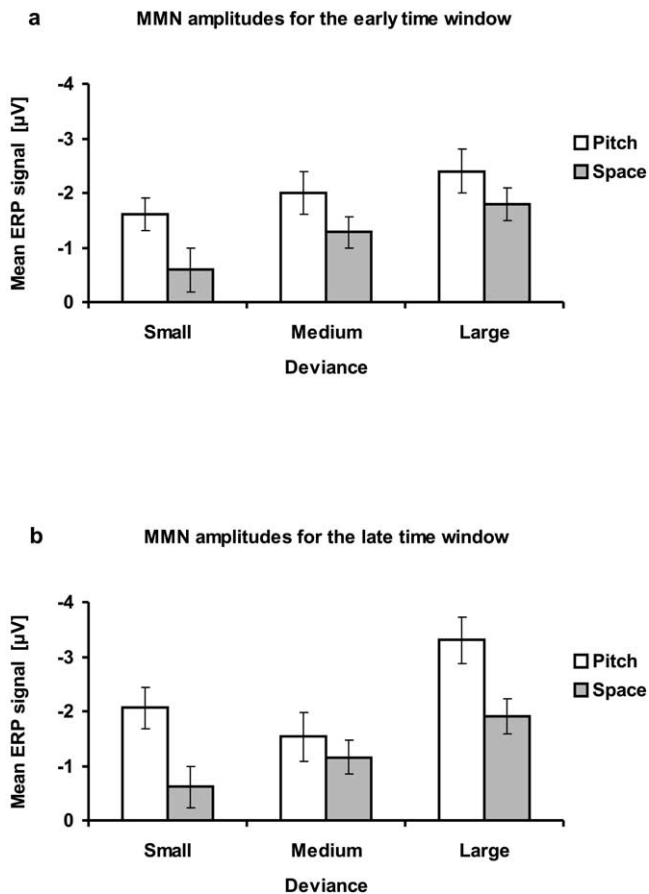 a MMN amplitudes for the early time window
Mean ERP signal [µV]
-4
-3
-2
-1
0
Pitch
Space
Small Medium Large
Deviance
b MMN amplitudes for the late time window
Mean ERP signal [µV]
-4
-3
-2
-1
0
Pitch
Space
Small Medium Large
Deviance